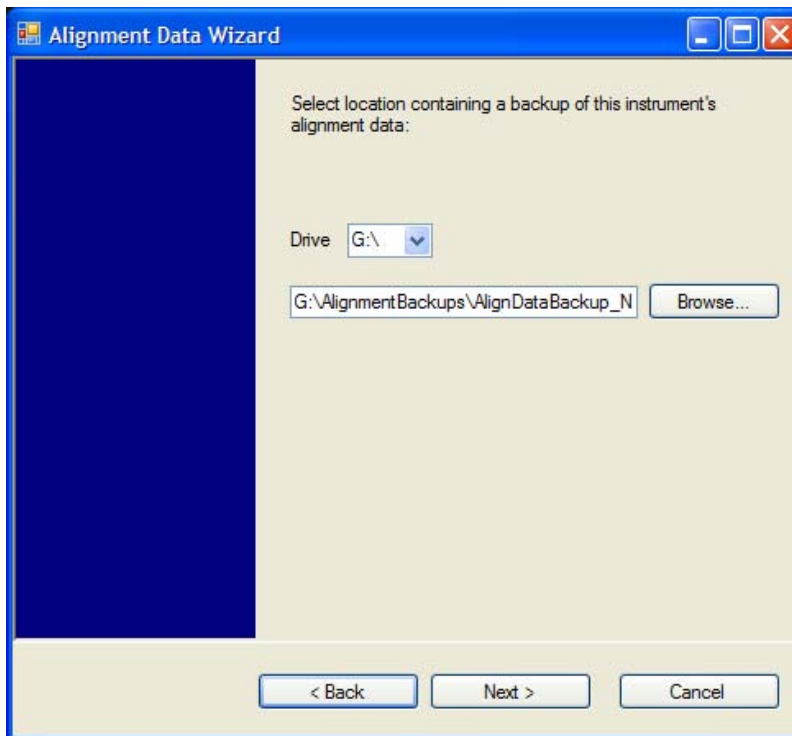 Alignment Data Wizard
Select location containing a backup of this instrument's
alignment data:
Drive G:\
G:\AlignmentBackups\AlignDataBackup_N Browse...
< Back Next > Cancel